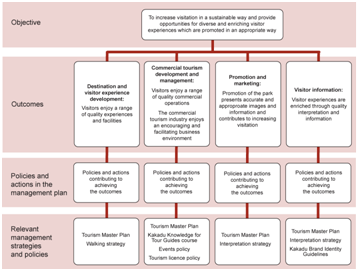 Objective
To increase visitation in a sustainable way and provide
opportunities for diverse and enriching visitor
experiences which are promoted in an appropriate way
Outcomes
Destination and
visitor experience
development:
Visitors enjoy a range
of quality experiences
and facilities
Commercial tourism
development and
management:
Visitors enjoy a range
of quality commercial
operations
The commercial
tourism industry enjoys
an encouraging and
facilitating business
environment
Promotion and
marketing:
Promotion of the park
presents accurate and
appropriate images and
information and
contributes to increasing
visitation
Visitor information:
Visitor experiences are
enriched through quality
interpretation and
information
Policies and
actions in the
management plan
Policies and actions
contributing to
achieving
the outcomes
Policies and actions
contributing to
achieving
the outcomes
Policies and actions
contributing to
achieving
the outcomes
Policies and actions
contributing to
achieving
the outcomes
Relevant
management
strategies
and policies
Tourism Master Plan
Walking strategy
Tourism Master Plan
Kakadu Knowledge for
Tour Guides course
Events policy
Tourism licence policy
Tourism Master Plan
Interpretation strategy
Tourism Master Plan
Interpretation strategy
Kakadu Brand Identity
Guidelines